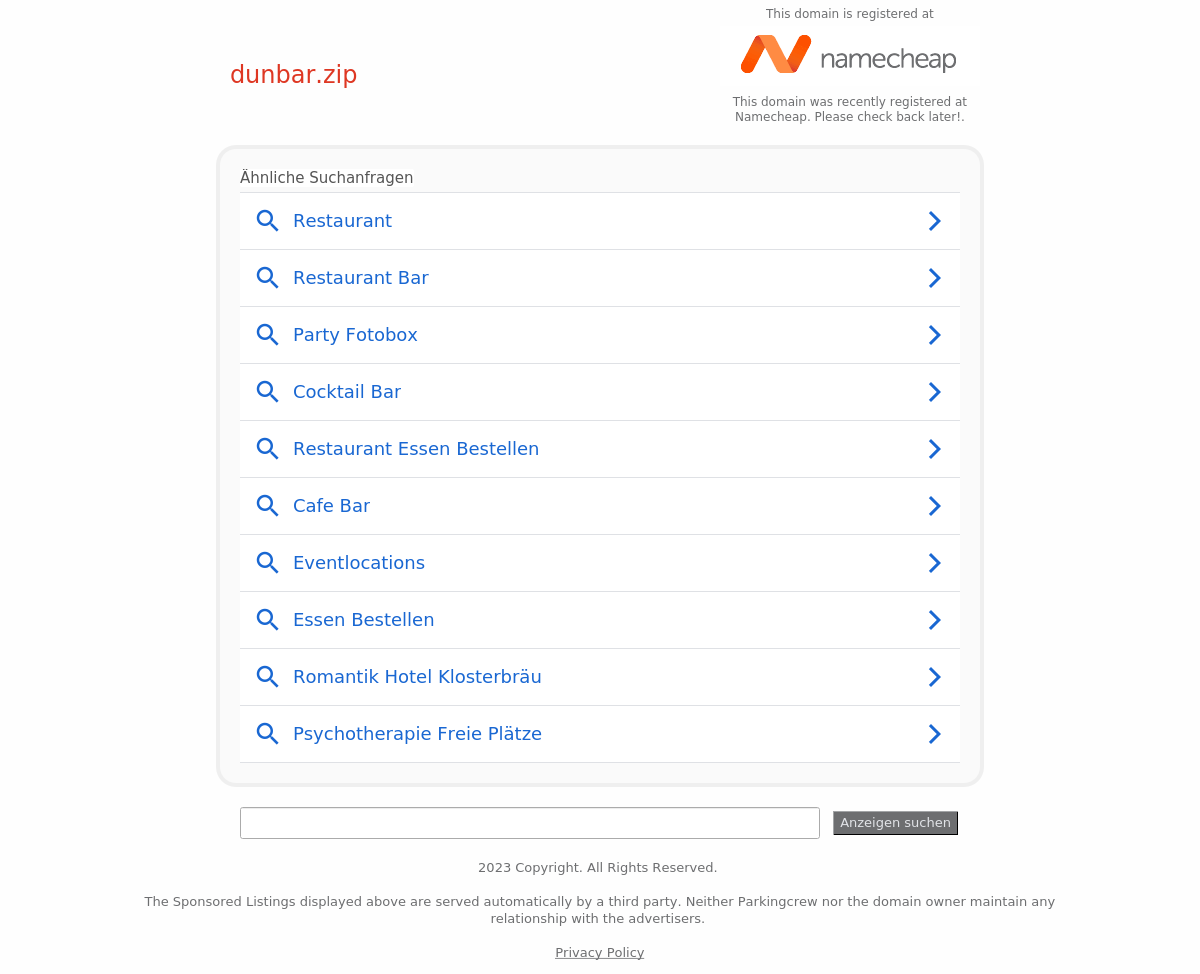 This domain is registered at
dunbar.zip
namecheap
This domain was recently registered at
Namecheap. Please check back later!.
Ähnliche Suchanfragen
Restaurant
Restaurant Bar
Party Fotobox
Cocktail Bar
Restaurant Essen Bestellen
Cafe Bar
Eventlocations
Essen Bestellen
Romantik Hotel Klosterbräu
Psychotherapie Freie Plätze
Anzeigen suchen
2023 Copyright. All Rights Reserved.
The Sponsored Listings displayed above are served automatically by a third party. Neither Parkingcrew nor the domain owner maintain any
relationship with the advertisers.
Privacy Policy